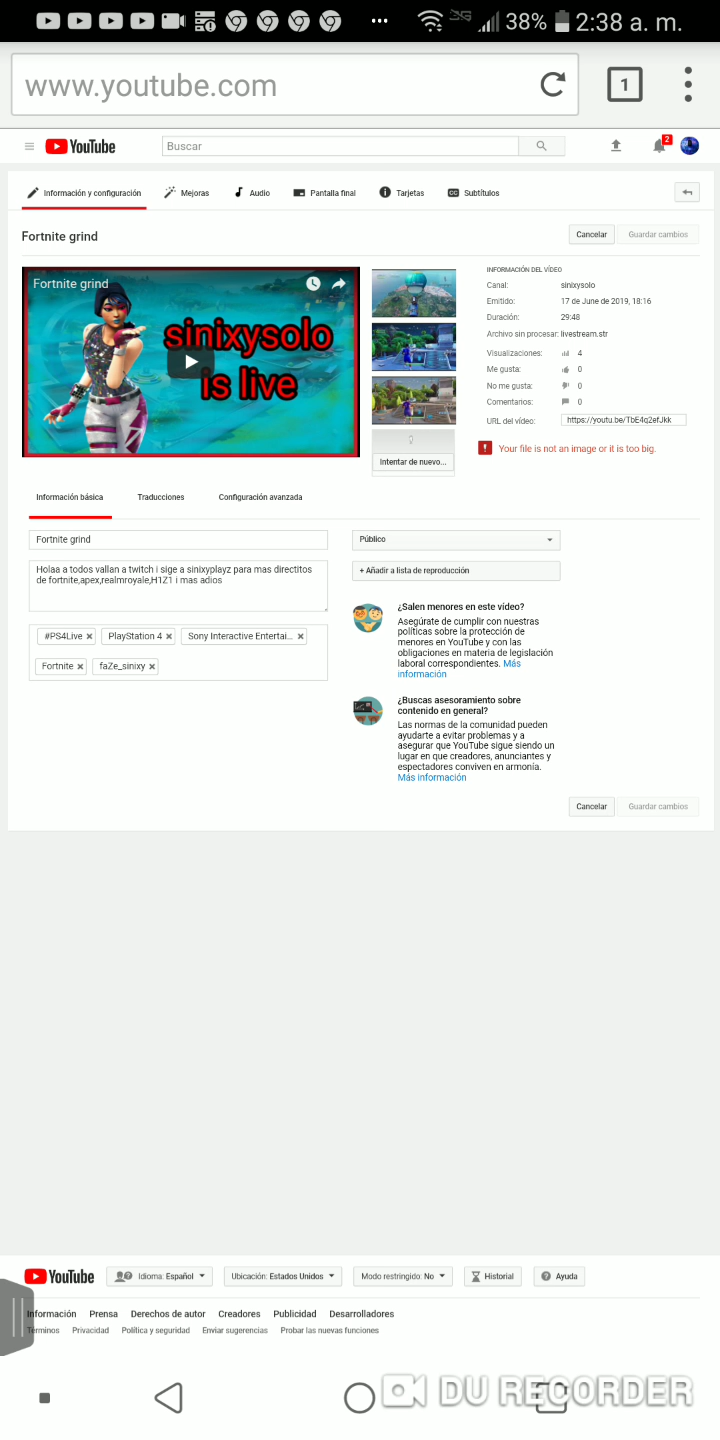 3G 38% 2:38 a. m.
www.youtube.com 1
YouTube Buscar 2
Información y configuración Mejoras Audio Pantalla final Tarjetas CC Subtítulos
Fortnite grind Cancelar Guardar cambios
Fortnite grind
sinixysolo
is live
Intentar de nuevo...
INFORMACIÓN DEL VÍDEO
Canal: sinixysolo
Emitido: 17 de June de 2019, 18:16
Duración: 29:48
Archivo sin procesar: livestream.str
Visualizaciones: 4
Me gusta: 0
No me gusta: 0
Comentarios: 0
URL del vídeo: https://youtu.be/TbE4q2efJkk
Your file is not an image or it is too big.
Información básica Traducciones Configuración avanzada
Fortnite grind
Holaa a todos vallan a twitch i sige a sinixyplayz para mas directitos
de fortnite,apex,realmroyale,H1Z1 i mas adios
#PS4Live PlayStation 4 Sony Interactive Entertai...
Fortnite faZe_sinixy
Público
+ Añadir a lista de reproducción
¿Salen menores en este vídeo?
Asegúrate de cumplir con nuestras
políticas sobre la protección de
menores en YouTube y con las
obligaciones en materia de legislación
laboral correspondientes. Más
información
¿Buscas asesoramiento sobre
contenido en general?
Las normas de la comunidad pueden
ayudarte a evitar problemas y a
asegurar que YouTube sigue siendo un
lugar en que creadores, anunciantes y
espectadores conviven en armonía.
Más información
Cancelar Guardar cambios
YouTube Idioma: Español Ubicación: Estados Unidos Modo restringido: No Historial Ayuda
Información Prensa Derechos de autor Creadores Publicidad Desarrolladores
Términos Privacidad Política y seguridad Enviar sugerencias Probar las nuevas funciones
DU RECORDER